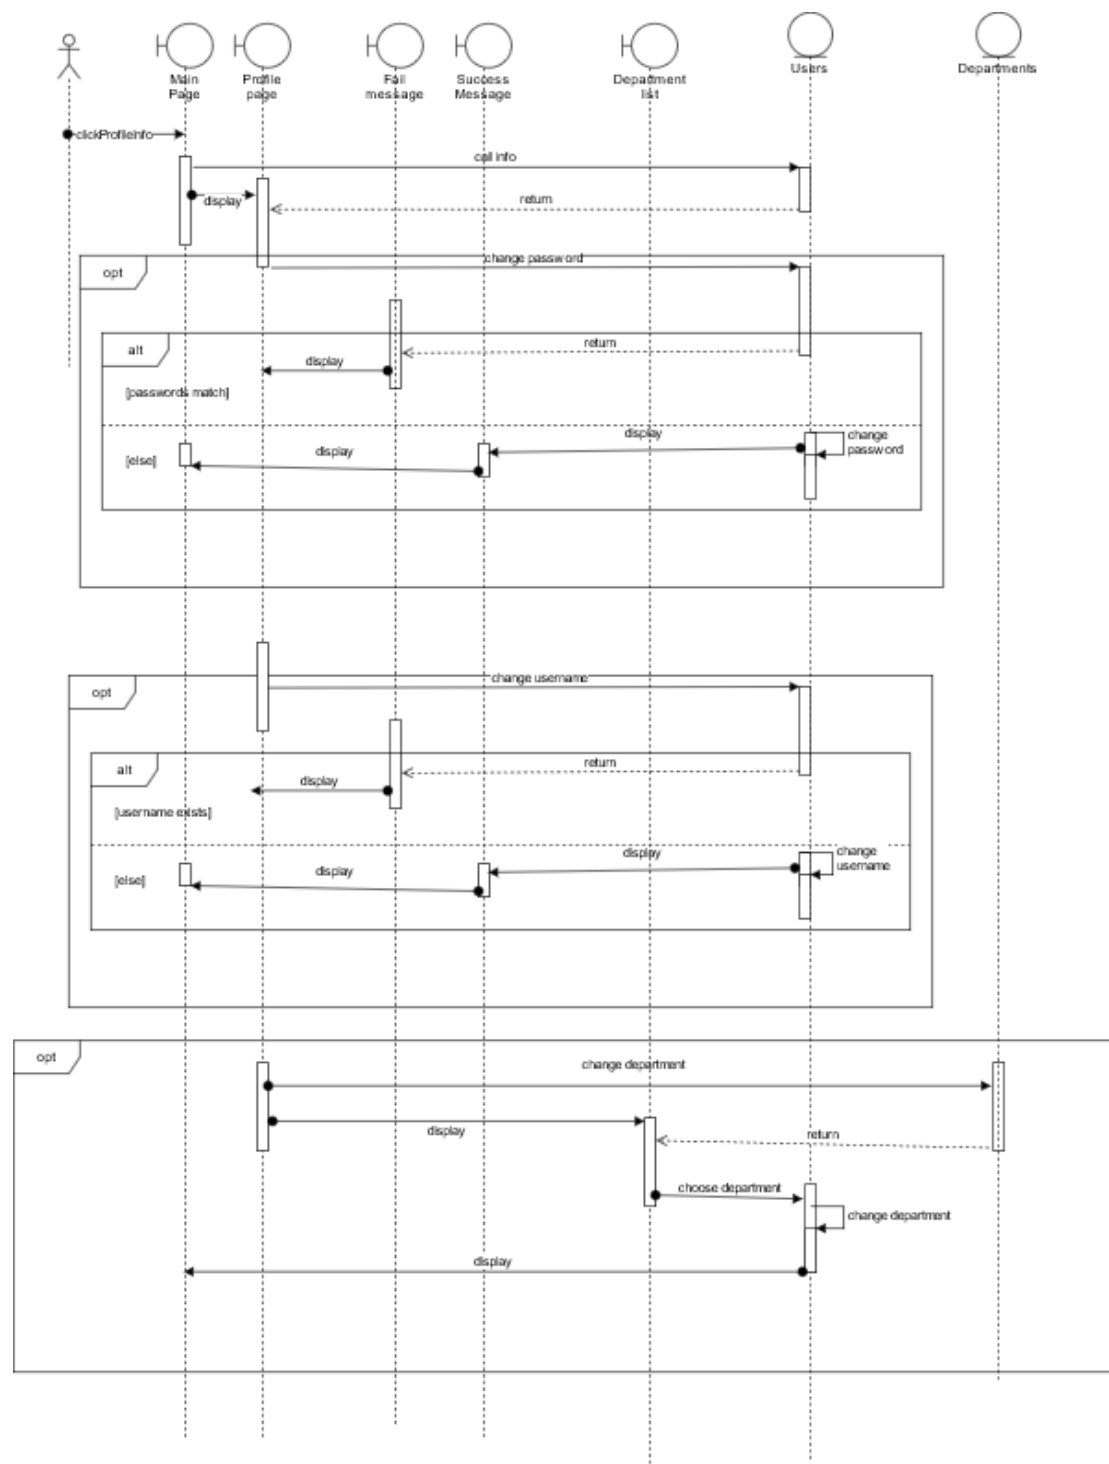 Main
Page
Profile
page
Fail
message
Success
Message
Department
list
Users
Departments
clickProfileInfo
call info
display
return
opt
change password
alt
return
display
[passwords match]
display
change
password
display
[else]
opt
change username
alt
return
display
[username exists]
display
change
username
display
[else]
opt
change department
display
return
choose department
change department
display